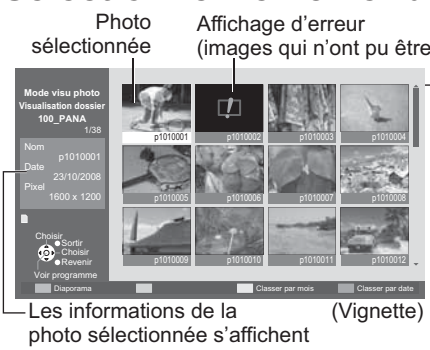 Photo
sélectionnée
Affichage d'erreur
(images qui n'ont pu être
Mode visu photo
Visualisation dossier
100_PANA
1/38
Nom
p1010001
Date
23/10/2008
Pixel
1600 x 1200
Choisir
Sortir
Choisir
Revenir
Voir programme
p1010001
p1010002
p1010003
p1010004
p1010005
p1010006
p1010007
p1010008
p1010009
p1010010
p1010011
p1010012
Diaporama
Classer par mois
Classer par date
Les informations de la
photo sélectionnée s'affichent
(Vignette)